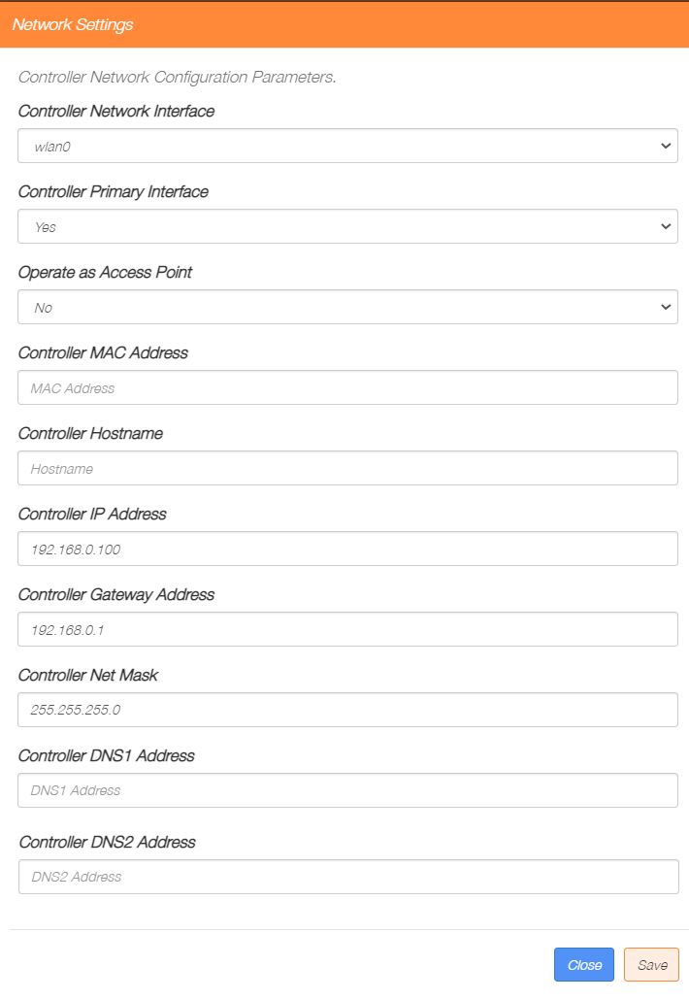 Network Settings
Controller Network Configuration Parameters.
Controller Network Interface
wlan0
Controller Primary Interface
Yes
Operate as Access Point
No
Controller MAC Address
MAC Address
Controller Hostname
Hostname
Controller IP Address
192.168.0.100
Controller Gateway Address
192.168.0.1
Controller Net Mask
255.255.255.0
Controller DNS1 Address
DNS1 Address
Controller DNS2 Address
DNS2 Address
Close Save